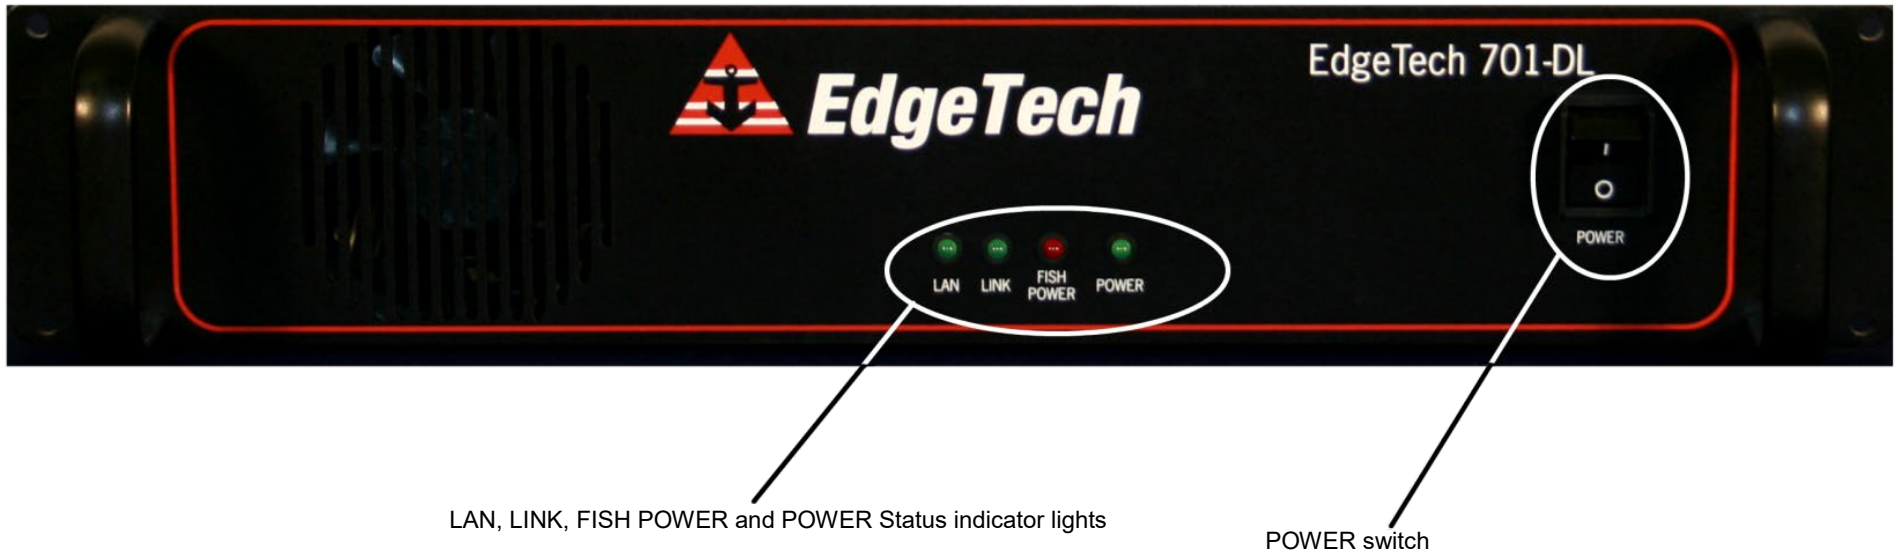 EdgeTech 701-DL
EdgeTech
I
O
POWER
LAN
LINK
FISH
POWER
POWER
LAN, LINK, FISH POWER and POWER Status indicator lights
POWER switch